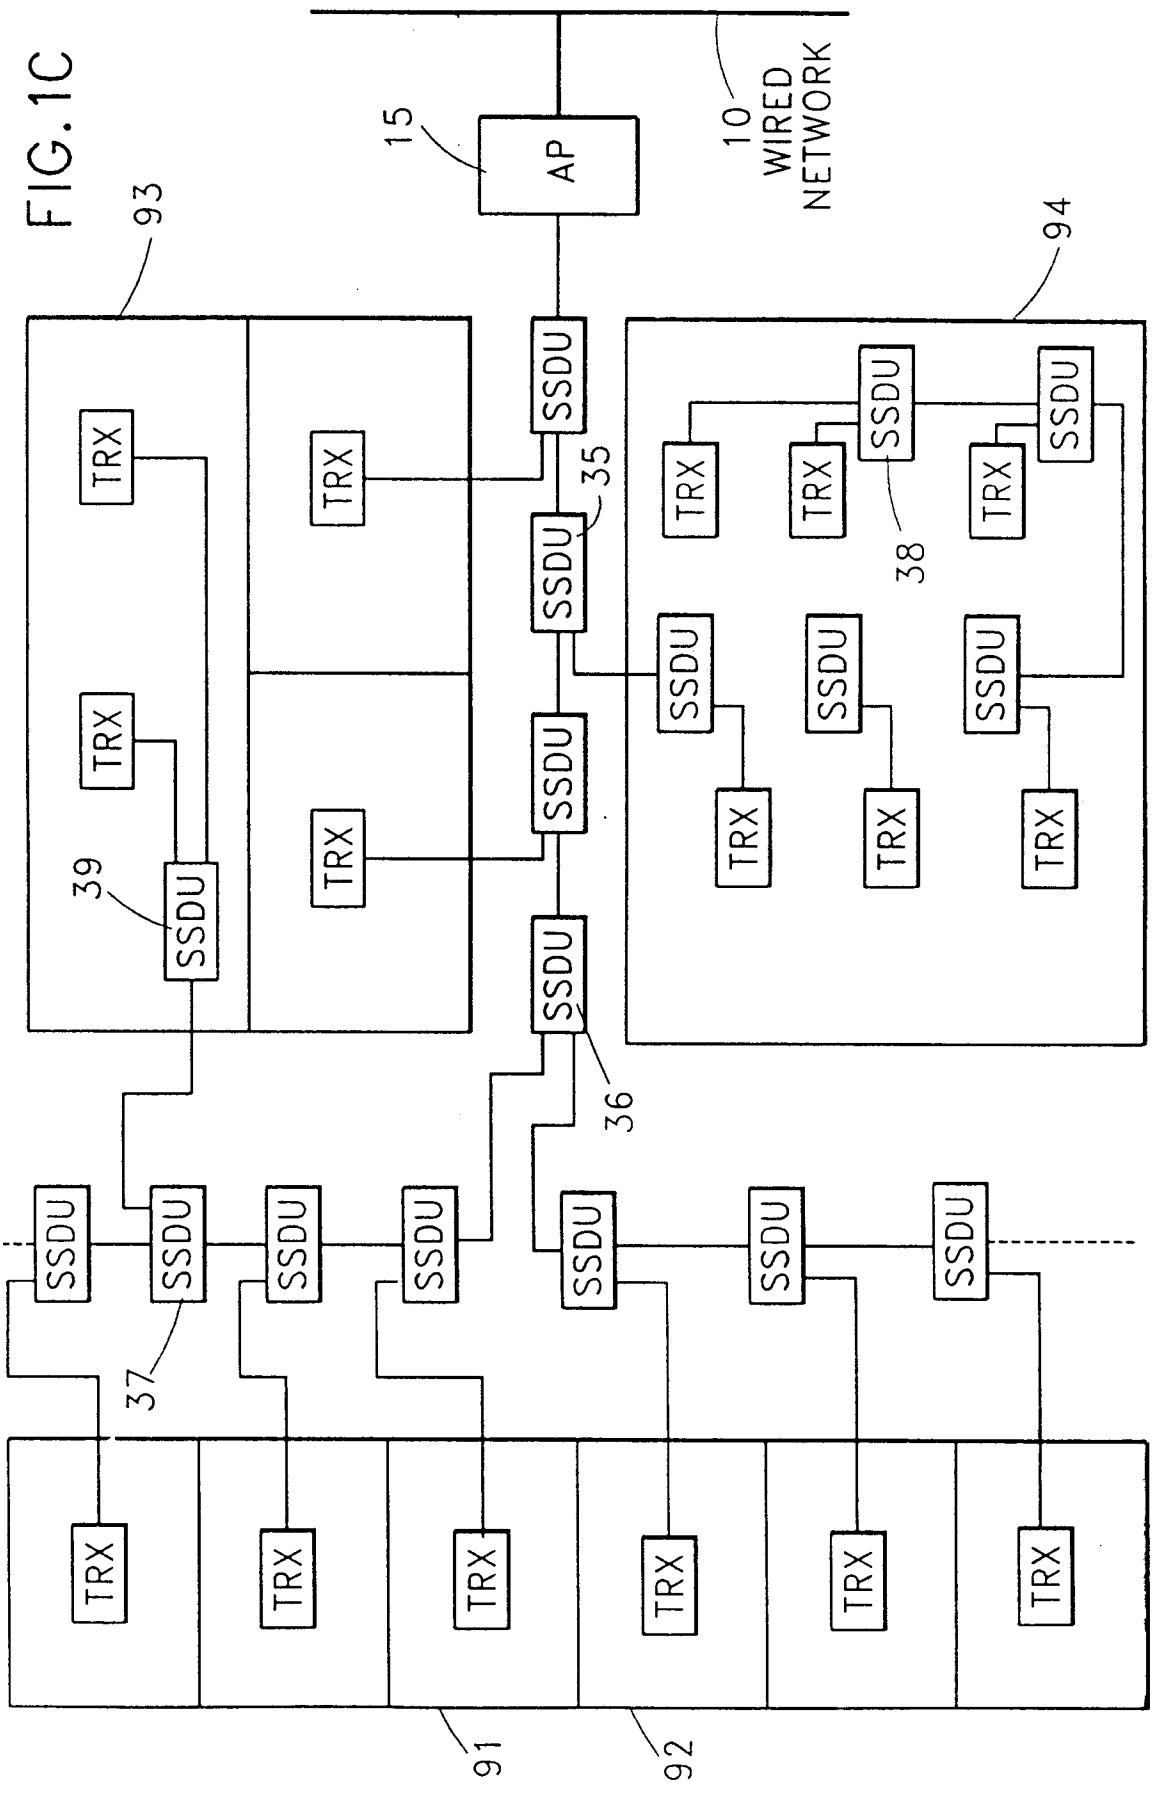 FIG. 1C
SSDU
TRX
39
TRX
TRX
37
93
SSDU
SSDU
TRX
SSDU
TRX
TRX
15
SSDU
91
TRX
SSDU
SSDU
SSDU
SSDU
AP
SSDU
35
36
92
TRX
SSDU
TRX
10
WIRED
NETWORK
TRX
SSDU
SSDU
TRX
TRX
TRX
SSDU
38
SSDU
SSDU
TRX
TRX
TRX
SSDU
94